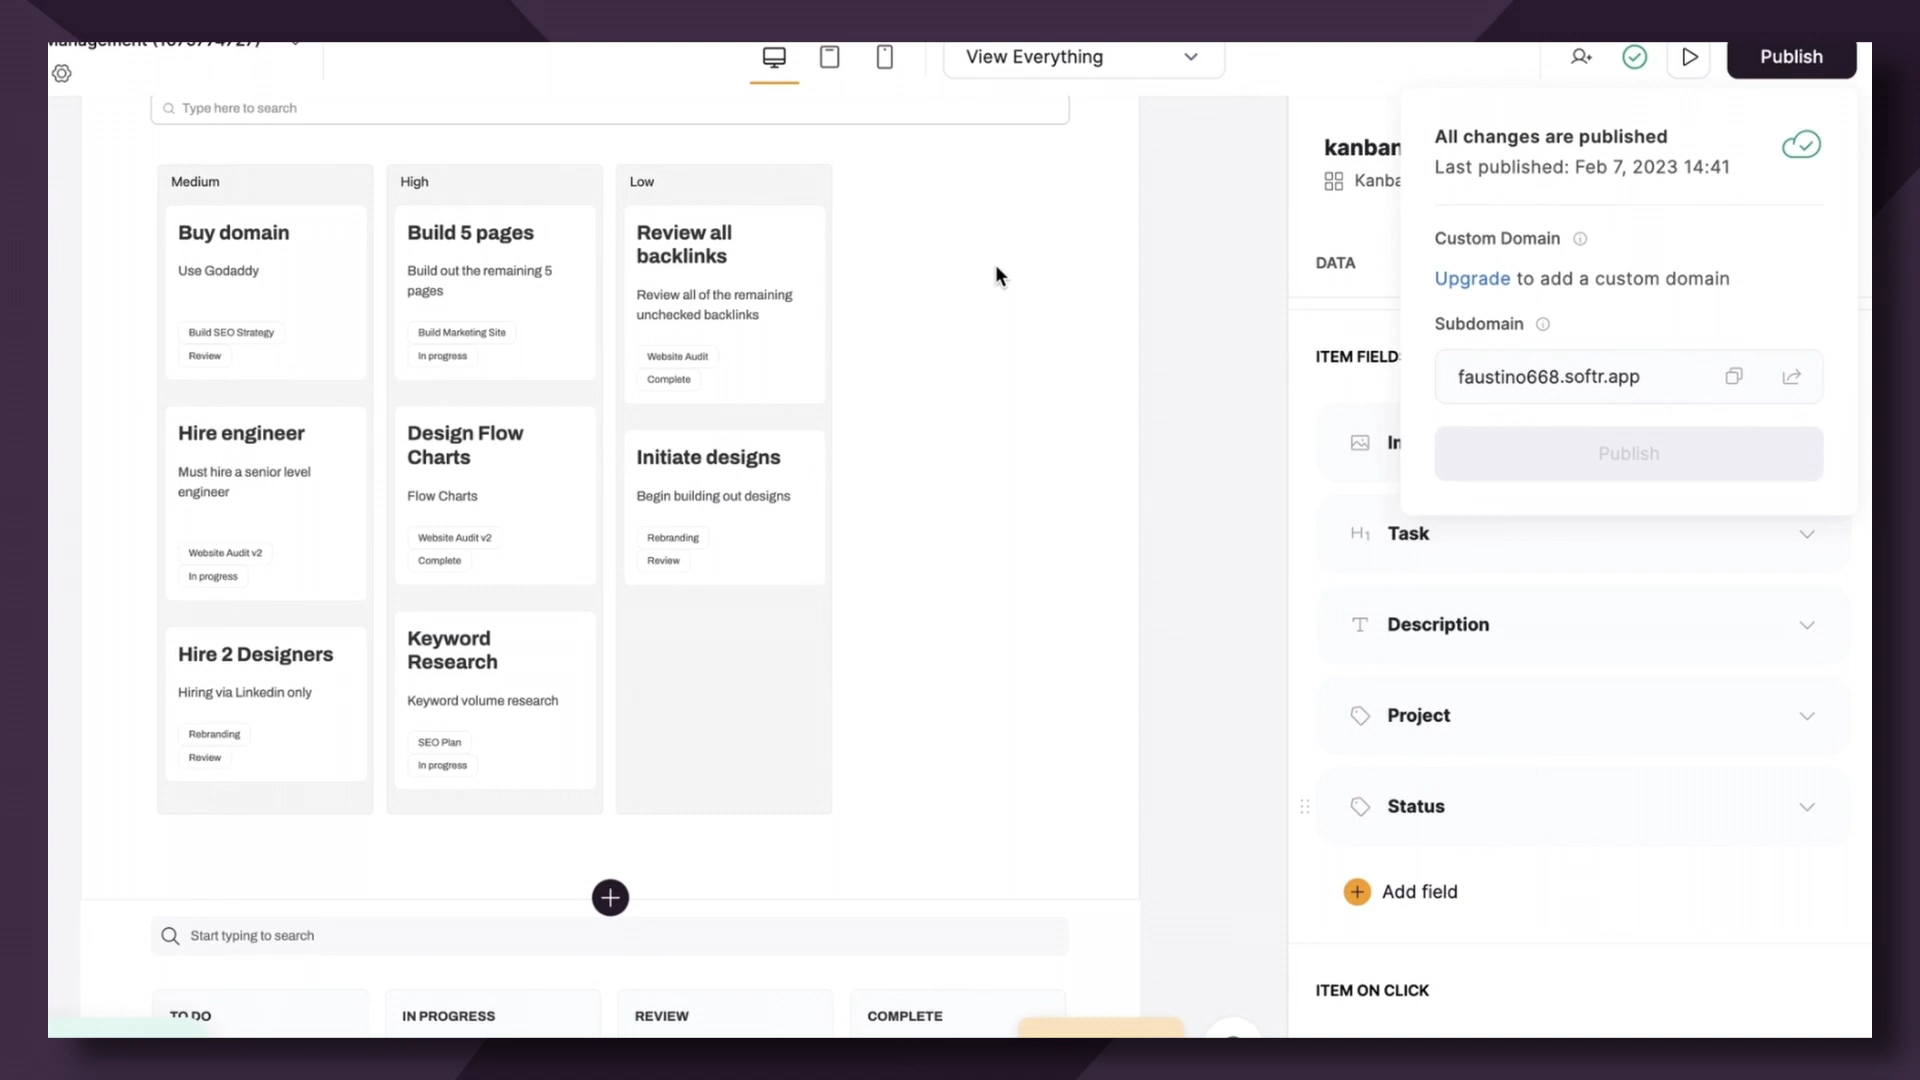 View Everything
Publish
Type here to search
Medium
Buy domain
Use Godaddy
Build SEO Strategy
Review
Hire engineer
Must hire a senior level
engineer
Website Audit v2
In progress
Hire 2 Designers
Hiring via Linkedin only
Rebranding
Review
High
Build 5 pages
Build out the remaining 5
pages
Build Marketing Site
In progress
Design Flow
Charts
Flow Charts
Website Audit v2
Complete
Keyword
Research
Keyword volume research
SEO Plan
In progress
Low
Review all
backlinks
Review all of the remaining
unchecked backlinks
Website Audit
Complete
Initiate designs
Begin building out designs
Rebranding
Review
Start typing to search
TO DO
IN PROGRESS
REVIEW
COMPLETE
kanban
Kanba
DATA
ITEM FIELDS
Task
Description
Project
Status
Add field
ITEM ON CLICK
All changes are published
Last published: Feb 7, 2023 14:41
Custom Domain
Upgrade to add a custom domain
Subdomain
faustino668.softr.app
Publish